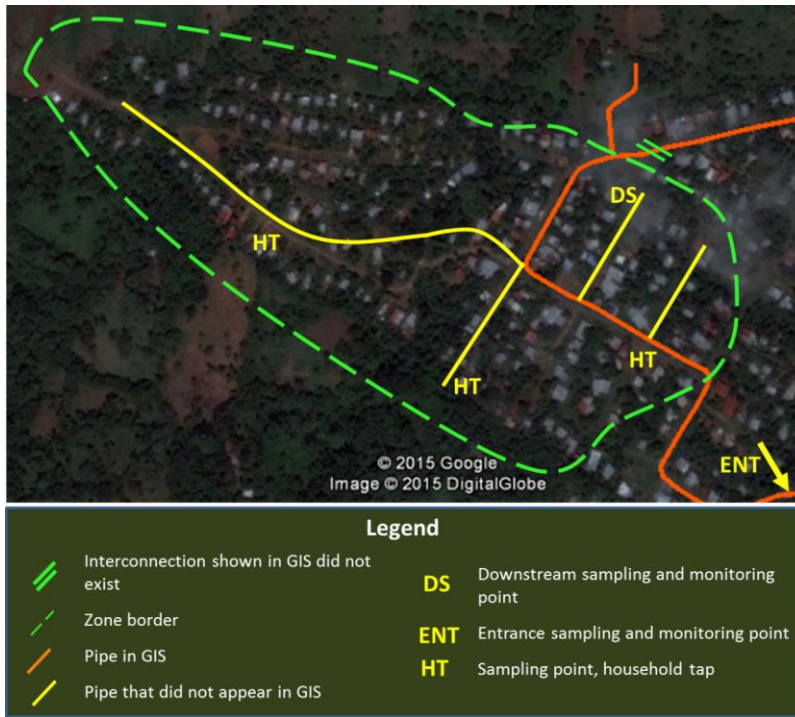 DS
HT
HT
HT
ENT
© 2015 Google
Image © 2015 DigitalGlobe
Legend
Interconnection shown in GIS did not
exist
Zone border
Pipe in GIS
Pipe that did not appear in GIS
DS Downstream sampling and monitoring
point
ENT Entrance sampling and monitoring point
HT Sampling point, household tap